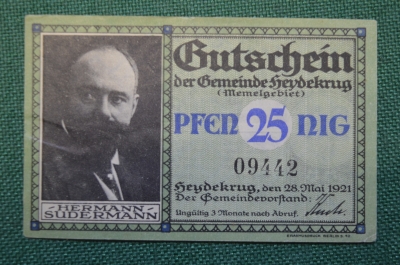 Gutschein
der Gemeinde Heydekrug
(Memelgebiet)
PFEN 25 NIG
09442
Heydekrug, den 28. Mai 1921
Der Gemeindevorstand:
Ungültig 3 Monate nach Abruf.
HERMANN
SUDERMANN